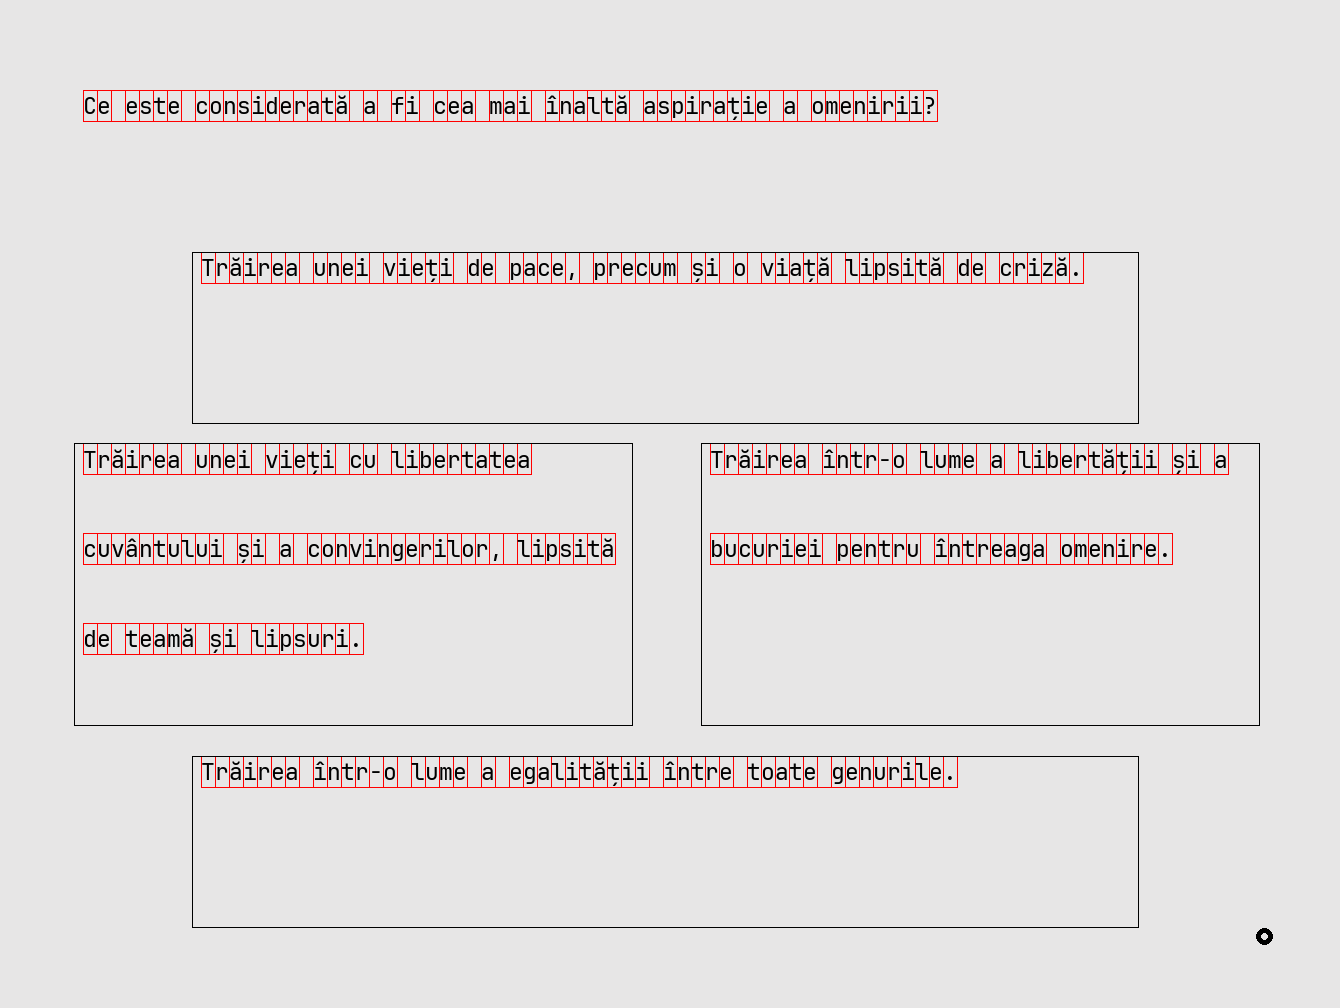 Ce este considerată a fi cea mai înaltă aspirație a omenirii?
Trăirea unei vieți de pace, precum și o viață lipsită de criză.
Trăirea unei vieți cu libertatea
cuvântului și a convingerilor, lipsită
de teamă și lipsuri.
Trăirea într-o lume a libertății și a
bucuriei pentru întreaga omenire.
Trăirea într-o lume a egalității între toate genurile.